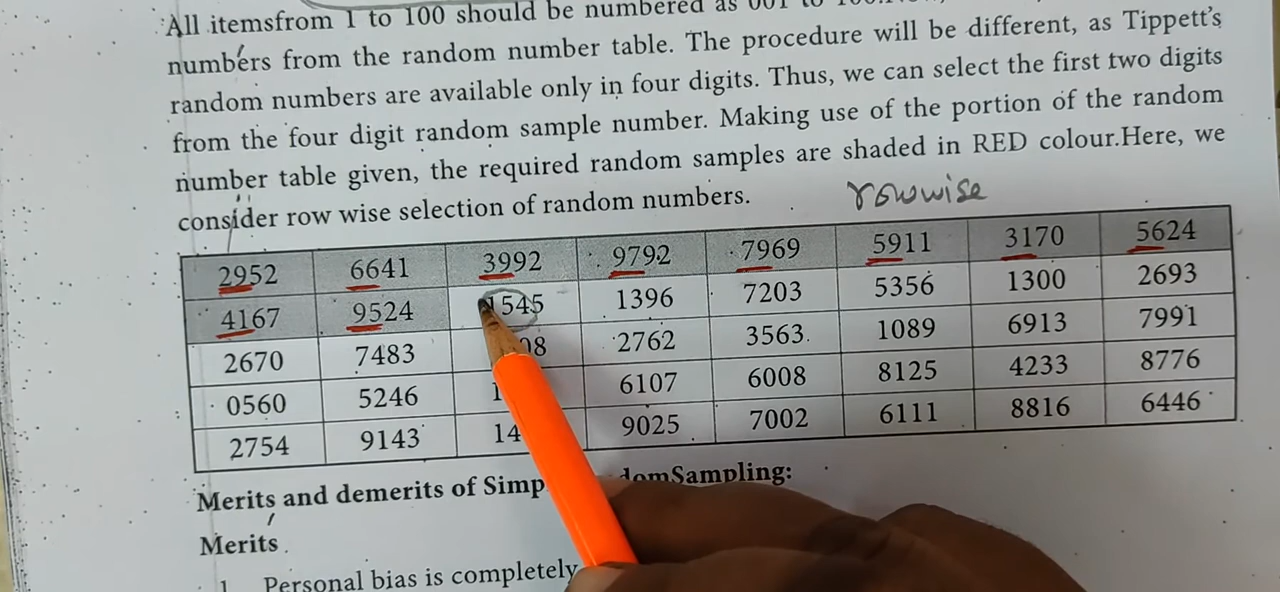 All itemsfrom 1 to 100 should be numbered as 001 to
numbers from the random number table. The procedure will be different, as Tippett's
random numbers are available only in four digits. Thus, we can select the first two digits
from the four digit random sample number. Making use of the portion of the random
number table given, the required random samples are shaded in RED colour.Here, we
consider row wise selection of random numbers. rowwise
2952 6641 3992 9792 7969 5911 3170 5624
4167 9524 1545 1396 7203 5356 1300 2693
2670 7483 2762 3563 1089 6913 7991
0560 5246 6107 6008 8125 4233 8776
2754 9143 9025 7002 6111 8816 6446
Merits and demerits of Sampling:
Merits
1. Personal bias is completely